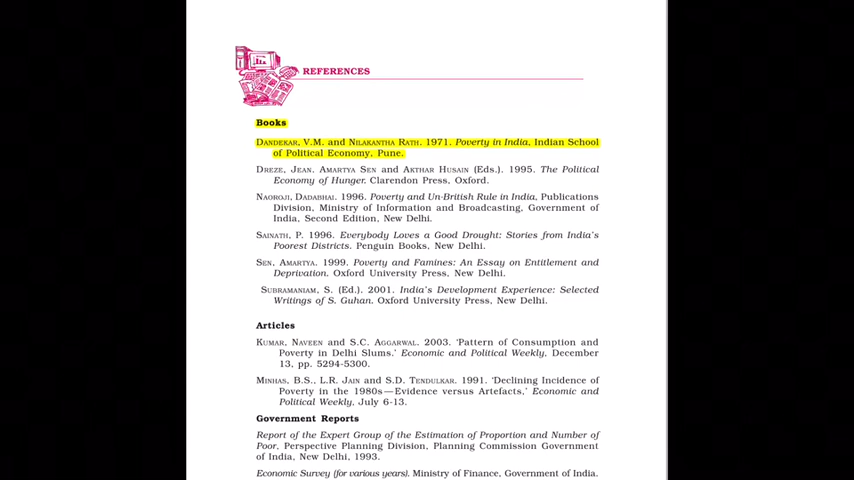 REFERENCES
Books
DANDEKAR, V.M. and NILAKANTHA RATH. 1971. Poverty in India, Indian School
of Political Economy, Pune.
DREZE, JEAN. AMARTYA SEN and AKTHAR HUSAIN (Eds.). 1995. The Political
Economy of Hunger. Clarendon Press, Oxford.
NAOROJI, DADABHAI. 1996. Poverty and Un-British Rule in India, Publications
Division, Ministry of Information and Broadcasting, Government of
India, Second Edition, New Delhi.
SAINATH, P. 1996. Everybody Loves a Good Drought: Stories from India's
Poorest Districts. Penguin Books, New Delhi.
SEN, AMARTYA. 1999. Poverty and Famines: An Essay on Entitlement and
Deprivation. Oxford University Press, New Delhi.
SUBRAMANIAM, S. (Ed.). 2001. India's Development Experience: Selected
Writings of S. Guhan. Oxford University Press, New Delhi.
Articles
KUMAR, NAVEEN and S.C. AGGARWAL. 2003. 'Pattern of Consumption and
Poverty in Delhi Slums.' Economic and Political Weekly, December
13, pp. 5294-5300.
MINHAS, B.S., L.R. JAIN and S.D. TENDULKAR. 1991. 'Declining Incidence of
Poverty in the 1980s—Evidence versus Artefacts,' Economic and
Political Weekly, July 6-13.
Government Reports
Report of the Expert Group of the Estimation of Proportion and Number of
Poor, Perspective Planning Division, Planning Commission Government
of India, New Delhi, 1993.
Economic Survey (for various years). Ministry of Finance, Government of India.